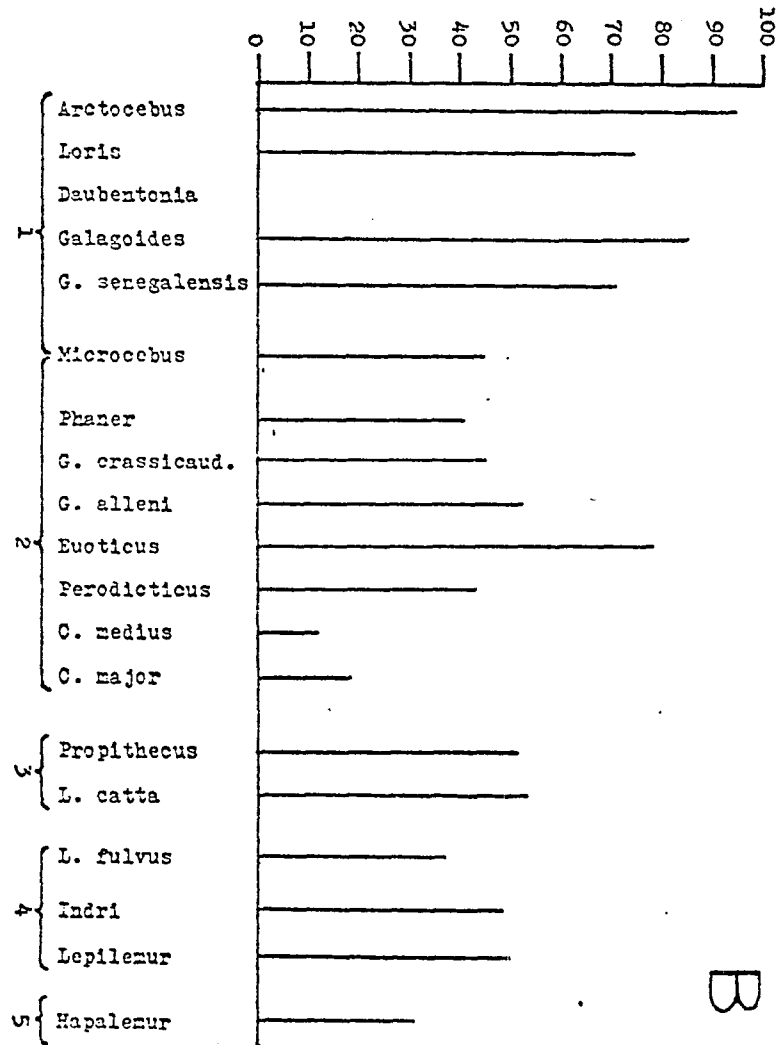 0 10 20 30 40 50 60 70 80 90 100
1
Arctocebus
Loris
Daubentonia
Galagoides
G. senegalensis
2
Microcebus
Phaner
G. crassicaud.
G. alleni
Euoticus
Perodicticus
C. medius
C. major
3
Propithecus
L. catta
4
L. fulvus
Indri
Lepilemur
5
Hapalemur
B